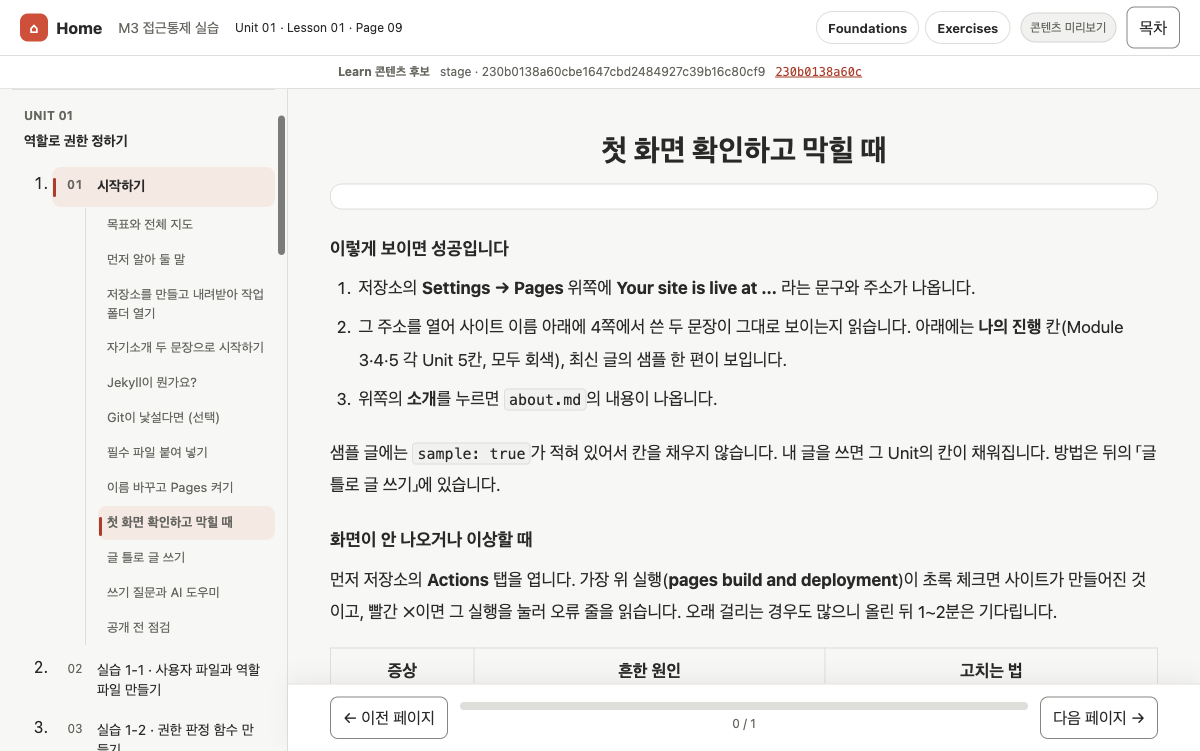 Home M3 접근통제 실습 Unit 01 · Lesson 01 · Page 09 Foundations Exercises 콘텐츠 미리보기 목차
Learn 콘텐츠 후보 stage · 230b0138a60cbe1647cbd2484927c39b16c80cf9 230b0138a60c
UNIT 01
역할로 권한 정하기
1. 01 시작하기
목표와 전체 지도
먼저 알아 둘 말
저장소를 만들고 내려받아 작업
폴더 열기
자기소개 두 문장으로 시작하기
Jekyll이 뭔가요?
Git이 낯설다면 (선택)
필수 파일 붙여 넣기
이름 바꾸고 Pages 켜기
첫 화면 확인하고 막힐 때
글 틀로 글 쓰기
쓰기 질문과 AI 도우미
공개 전 점검
2. 02 실습 1-1 · 사용자 파일과 역할
파일 만들기
3. 03 실습 1-2 · 권한 판정 함수 만
들기
첫 화면 확인하고 막힐 때
이렇게 보이면 성공입니다
1. 저장소의 Settings → Pages 위쪽에 Your site is live at ... 라는 문구와 주소가 나옵니다.
2. 그 주소를 열어 사이트 이름 아래에 4쪽에서 쓴 두 문장이 그대로 보이는지 읽습니다. 아래에는 나의 진행 칸(Module
3·4·5 각 Unit 5칸, 모두 회색), 최신 글의 샘플 한 편이 보입니다.
3. 위쪽의 소개를 누르면 about.md의 내용이 나옵니다.
샘플 글에는 sample: true가 적혀 있어서 칸을 채우지 않습니다. 내 글을 쓰면 그 Unit의 칸이 채워집니다. 방법은 뒤의 「글
틀로 글 쓰기」에 있습니다.
화면이 안 나오거나 이상할 때
먼저 저장소의 Actions 탭을 엽니다. 가장 위 실행(pages build and deployment)이 초록 체크면 사이트가 만들어진 것
이고, 빨간 ×이면 그 실행을 눌러 오류 줄을 읽습니다. 오래 걸리는 경우도 많으니 올린 뒤 1~2분은 기다립니다.
증상 흔한 원인 고치는 법
← 이전 페이지 0 / 1 다음 페이지 →